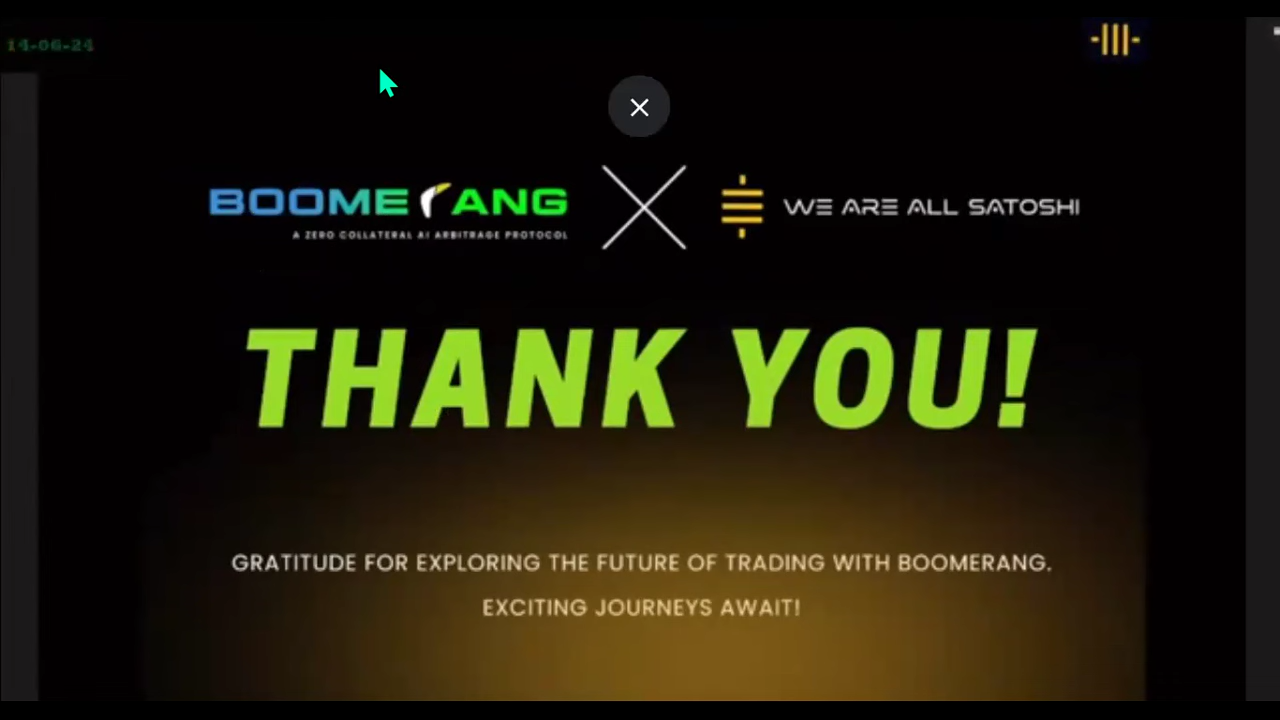 14-06-24
BOOMERANG
A ZERO COLLATERAL AI ARBITRAGE PROTOCOL
WE ARE ALL SATOSHI
THANK YOU!
GRATITUDE FOR EXPLORING THE FUTURE OF TRADING WITH BOOMERANG.
EXCITING JOURNEYS AWAIT!